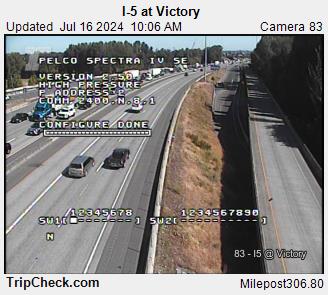 I-5 at Victory
Updated Jul 16 2024 10:06 AM Camera 83
PELCO SPECTRA IV SE
VERSION 2.50
HIGH PRESSURE
P ADDRESS:2
COMM 2400,N,8,1
CONFIGURE DONE
12345678 1234567890
SW1 SW2
N
83 - I5 @ Victory
TripCheck.com Milepost306.80